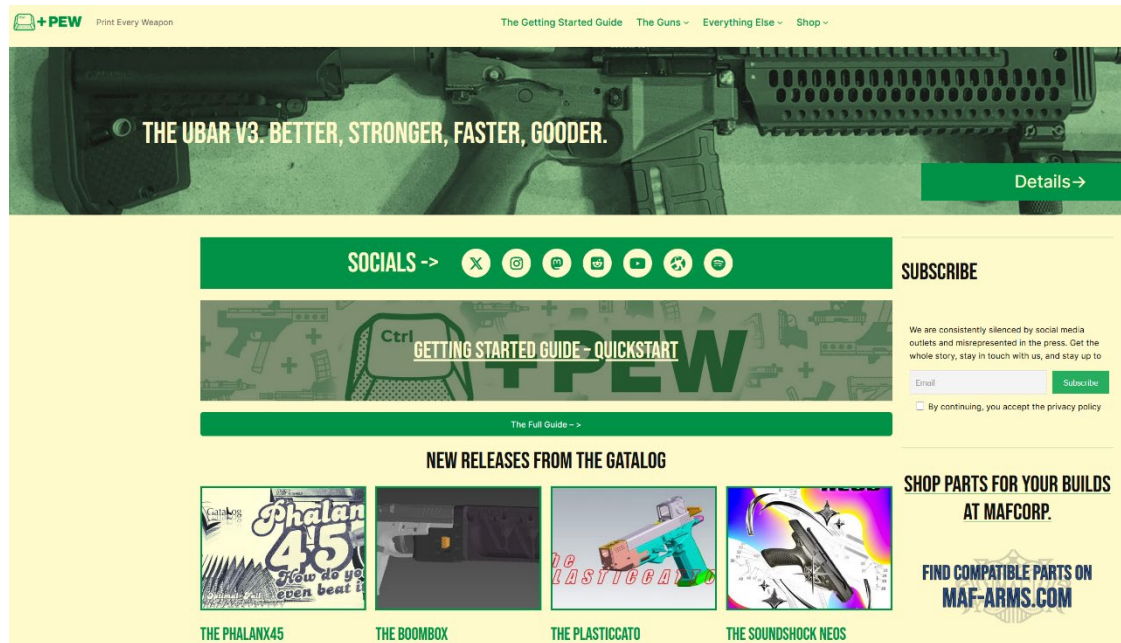 + PEW
Print Every Weapon
The Getting Started Guide
The Guns
Everything Else
Shop
THE UBAR V3. BETTER, STRONGER, FASTER, GOODER.
Details→
SOCIALS ->
Ctrl
+ PEW
GETTING STARTED GUIDE – QUICKSTART
The Full Guide – >
NEW RELEASES FROM THE GATALOG
Gatalog
Phalan
45
How do yo
even beat i
he
LASTICCATTO
THE PHALANX45
THE BOOMBOX
THE PLASTICCATO
THE SOUNDSHOCK NEOS
SUBSCRIBE
We are consistently silenced by social media
outlets and misrepresented in the press. Get the
whole story, stay in touch with us, and stay up to
Email
Subscribe
By continuing, you accept the privacy policy
SHOP PARTS FOR YOUR BUILDS
AT MAFCORP.
FIND COMPATIBLE PARTS ON
MAF-ARMS.COM